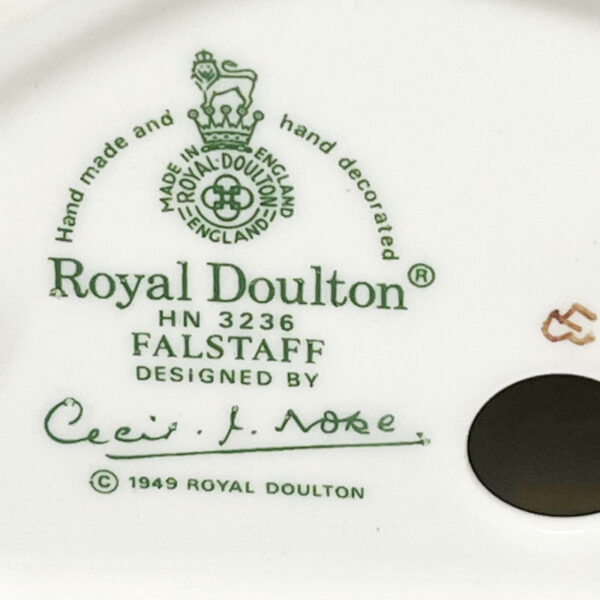 Hand made and hand decorated
MADE IN ENGLAND
ROYAL·DOULTON
ENGLAND
Royal Doulton®
HN 3236
FALSTAFF
DESIGNED BY
Cecil. J. Noke.
© 1949 ROYAL DOULTON